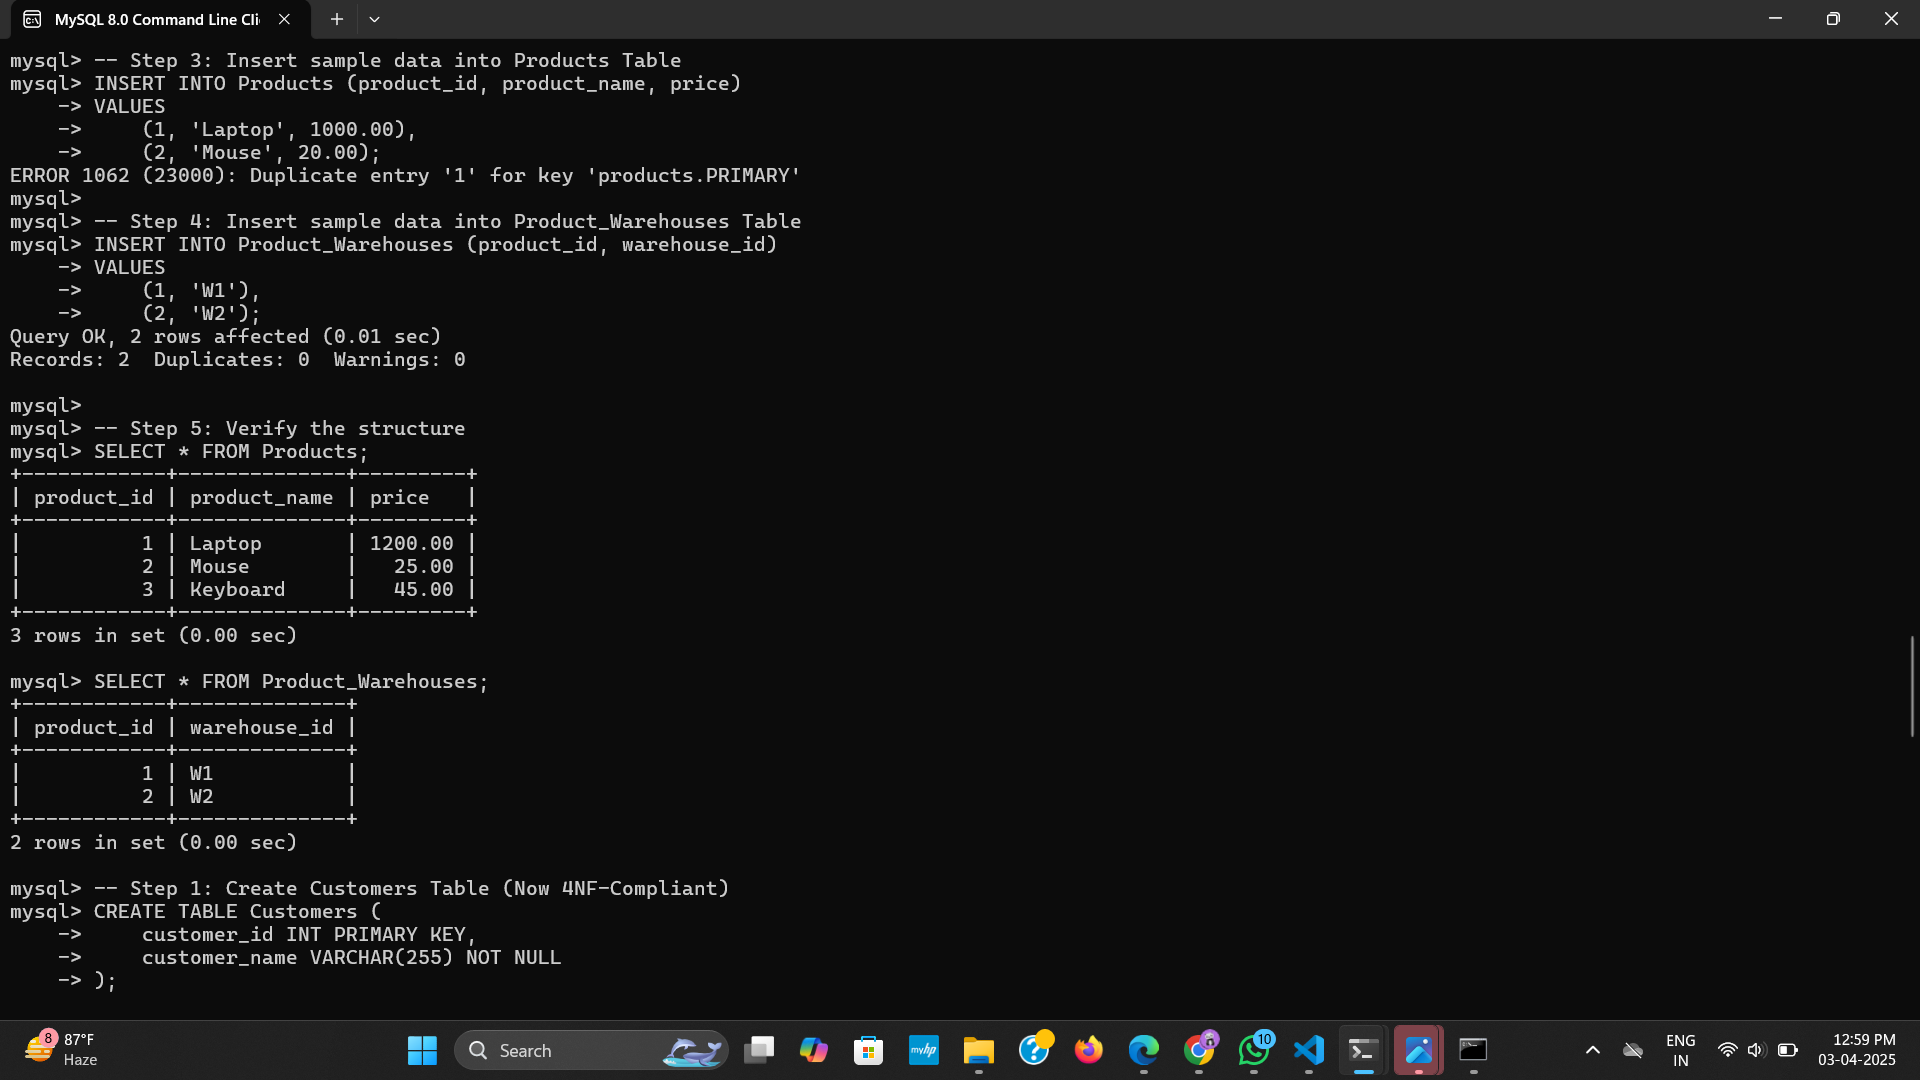 MySQL 8.0 Command Line Cli
mysql> -- Step 3: Insert sample data into Products Table
mysql> INSERT INTO Products (product_id, product_name, price)
    -> VALUES
    ->     (1, 'Laptop', 1000.00),
    ->     (2, 'Mouse', 20.00);
ERROR 1062 (23000): Duplicate entry '1' for key 'products.PRIMARY'
mysql>
mysql> -- Step 4: Insert sample data into Product_Warehouses Table
mysql> INSERT INTO Product_Warehouses (product_id, warehouse_id)
    -> VALUES
    ->     (1, 'W1'),
    ->     (2, 'W2');
Query OK, 2 rows affected (0.01 sec)
Records: 2  Duplicates: 0  Warnings: 0
mysql>
mysql> -- Step 5: Verify the structure
mysql> SELECT * FROM Products;
+------------+--------------+---------+
| product_id | product_name | price   |
+------------+--------------+---------+
|          1 | Laptop       | 1200.00 |
|          2 | Mouse        |   25.00 |
|          3 | Keyboard     |   45.00 |
+------------+--------------+---------+
3 rows in set (0.00 sec)
mysql> SELECT * FROM Product_Warehouses;
+------------+--------------+
| product_id | warehouse_id |
+------------+--------------+
|          1 | W1           |
|          2 | W2           |
+------------+--------------+
2 rows in set (0.00 sec)
mysql> -- Step 1: Create Customers Table (Now 4NF-Compliant)
mysql> CREATE TABLE Customers (
    ->     customer_id INT PRIMARY KEY,
    ->     customer_name VARCHAR(255) NOT NULL
    -> );
8
87°F
Haze
Search
myhp
10
ENG
IN
12:59 PM
03-04-2025